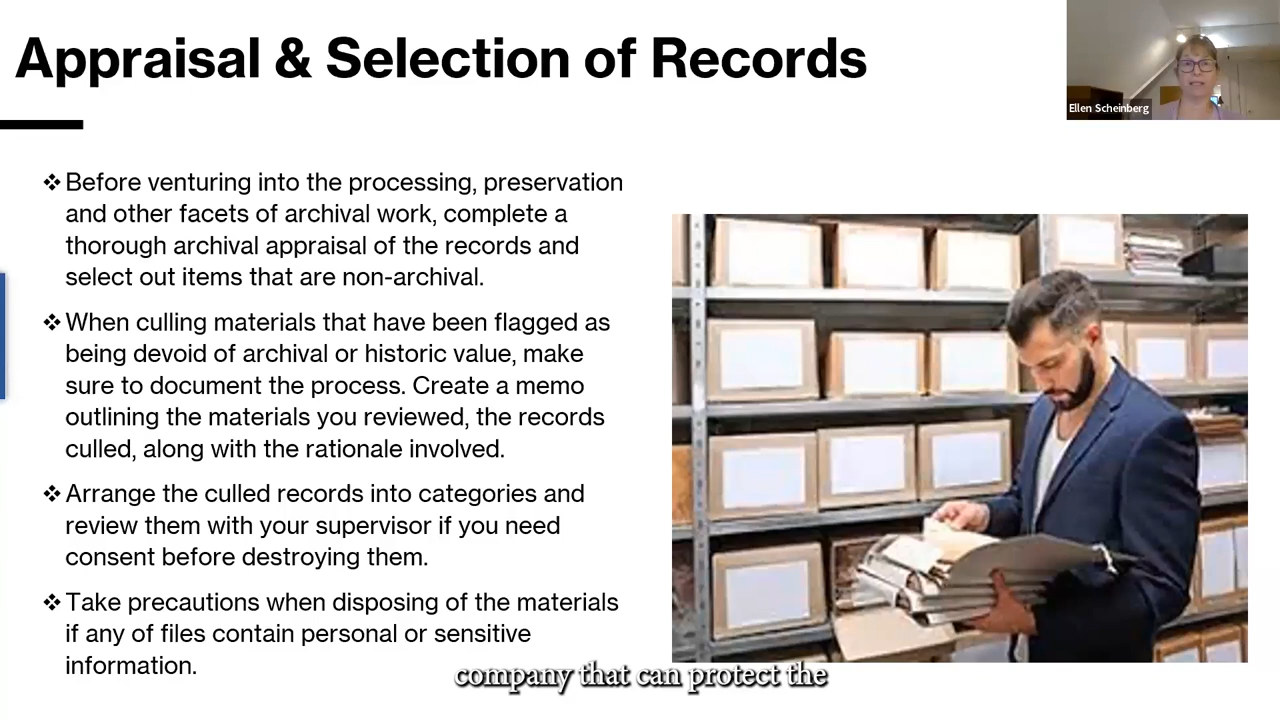 Appraisal & Selection of Records
Ellen Scheinberg
❖Before venturing into the processing, preservation
and other facets of archival work, complete a
thorough archival appraisal of the records and
select out items that are non-archival.
❖When culling materials that have been flagged as
being devoid of archival or historic value, make
sure to document the process. Create a memo
outlining the materials you reviewed, the records
culled, along with the rationale involved.
❖Arrange the culled records into categories and
review them with your supervisor if you need
consent before destroying them.
❖Take precautions when disposing of the materials
if any of files contain personal or sensitive
information.
company that can protect the